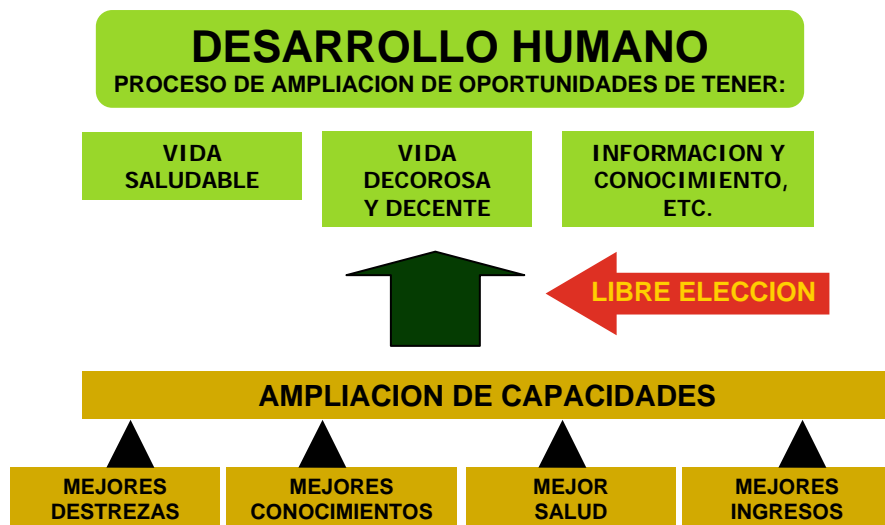 DESARROLLO HUMANO
PROCESO DE AMPLIACION DE OPORTUNIDADES DE TENER:
VIDA
SALUDABLE
VIDA
DECOROSA
Y DECENTE
INFORMACION Y
CONOCIMIENTO,
ETC.
LIBRE ELECCION
AMPLIACION DE CAPACIDADES
MEJORES
DESTREZAS
MEJORES
CONOCIMIENTOS
MEJOR
SALUD
MEJORES
INGRESOS